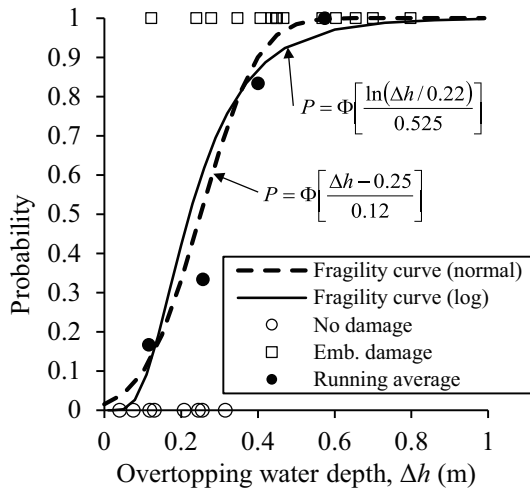 1
0.9
0.8
0.7
0.6
0.5
0.4
0.3
0.2
0.1
0
Probability
P = Φ[ln(Δh/0.22)/0.525]
P = Φ[Δh−0.25/0.12]
Fragility curve (normal)
Fragility curve (log)
No damage
Emb. damage
Running average
0 0.2 0.4 0.6 0.8 1
Overtopping water depth, Δh (m)